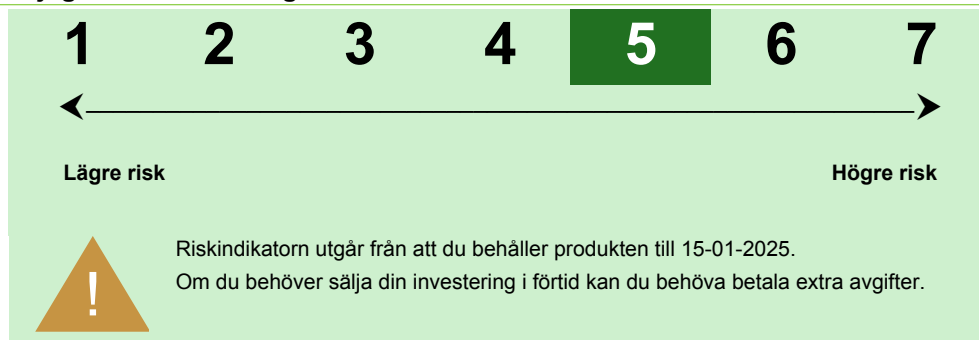 1 2 3 4 5 6 7
Lägre risk Högre risk
Riskindikatorn utgår från att du behåller produkten till 15-01-2025.
! Om du behöver sälja din investering i förtid kan du behöva betala extra avgifter.